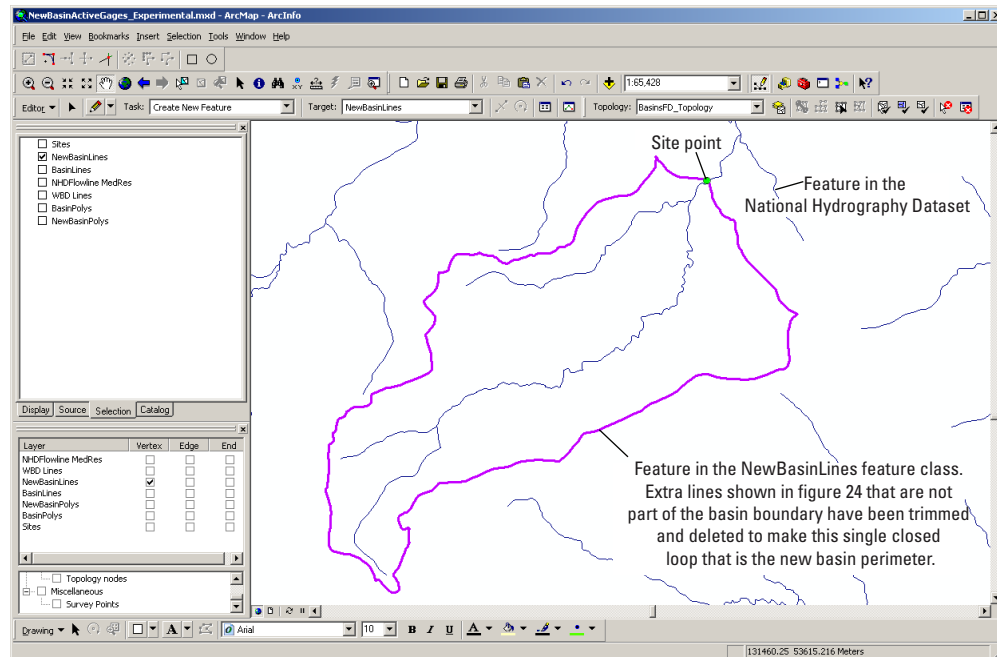 NewBasinActiveGages_Experimental.mxd - ArcMap - ArcInfo
File Edit View Bookmarks Insert Selection Tools Window Help
1:65,428
Editor Task: Create New Feature Target: NewBasinLines Topology: BasinsFD_Topology
Sites
NewBasinLines
BasinLines
NHDFlowline MedRes
WBD Lines
BasinPolys
NewBasinPolys
Display Source Selection Catalog
Layer Vertex Edge End
NHDFlowline MedRes
WBD Lines
NewBasinLines
BasinLines
NewBasinPolys
BasinPolys
Sites
Topology nodes
Miscellaneous
Survey Points
Site point
Feature in the
National Hydrography Dataset
Feature in the NewBasinLines feature class.
Extra lines shown in figure 24 that are not
part of the basin boundary have been trimmed
and deleted to make this single closed
loop that is the new basin perimeter.
Drawing A Arial 10 B I U A
131460.25 53615.216 Meters